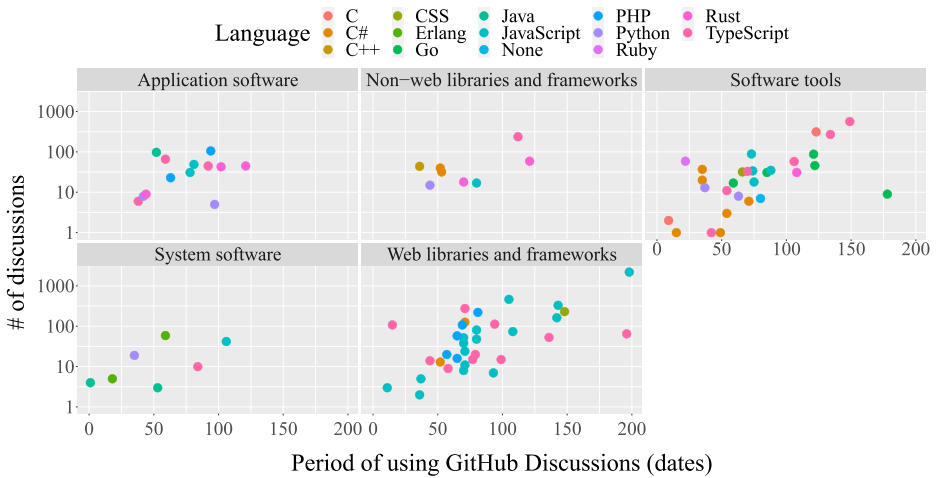 Language C CSS Java PHP Rust
C# Erlang JavaScript Python TypeScript
C++ Go None Ruby
Application software Non−web libraries and frameworks Software tools
1000
100
10
1
0 50 100 150 200
System software Web libraries and frameworks
1000
100
10
1
0 50 100 150 200 0 50 100 150 200
# of discussions
Period of using GitHub Discussions (dates)